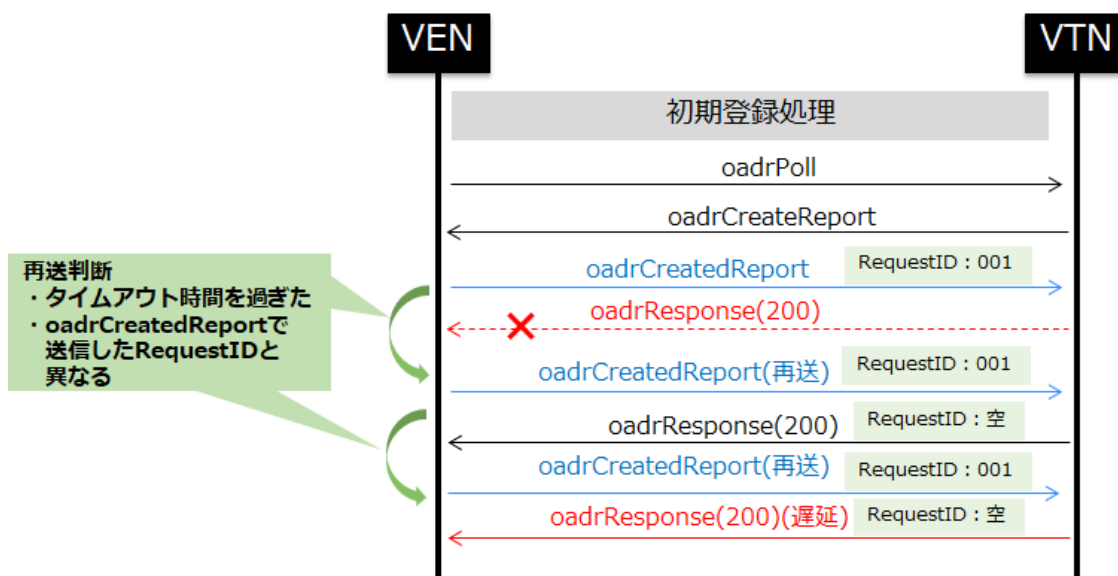 VEN
VTN
初期登録処理
oadrPoll
oadrCreateReport
oadrCreatedReport
RequestID：001
再送判断
・タイムアウト時間を過ぎた
・oadrCreatedReportで
送信したRequestIDと
異なる
oadrResponse(200)
oadrCreatedReport(再送)
RequestID：001
oadrResponse(200)
RequestID：空
oadrCreatedReport(再送)
RequestID：001
oadrResponse(200)(遅延)
RequestID：空